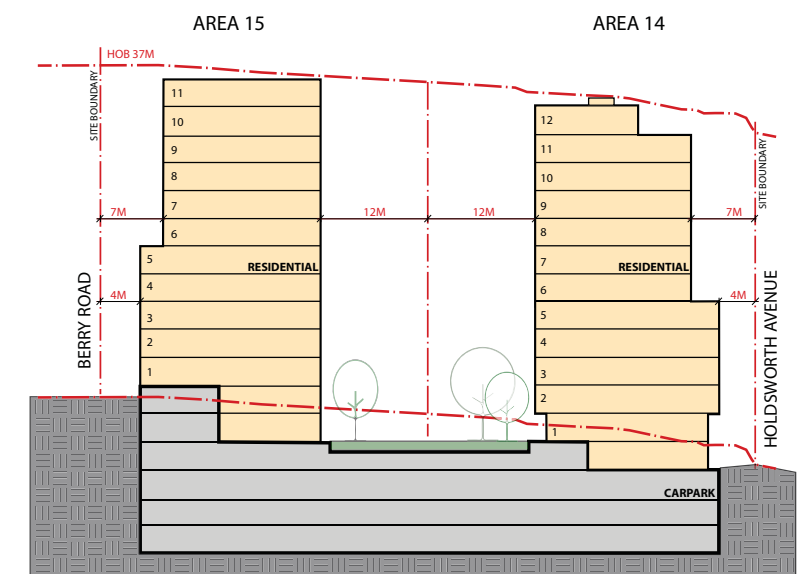 AREA 15
AREA 14
HOB 37M
SITE BOUNDARY
SITE BOUNDARY
11
10
9
8
7
6
5
4
3
2
1
RESIDENTIAL
12
11
10
9
8
7
6
5
4
3
2
1
RESIDENTIAL
7M
12M
12M
7M
4M
4M
BERRY ROAD
HOLDSWORTH AVENUE
CARPARK